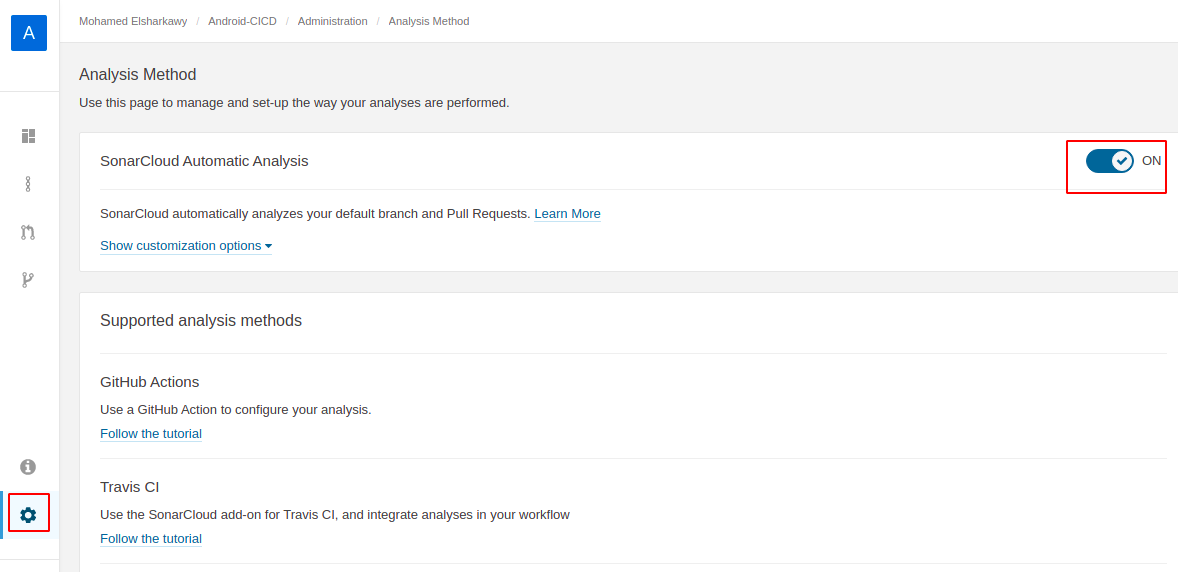 A
Mohamed Elsharkawy / Android-CICD / Administration / Analysis Method
Analysis Method
Use this page to manage and set-up the way your analyses are performed.
SonarCloud Automatic Analysis
ON
SonarCloud automatically analyzes your default branch and Pull Requests. Learn More
Show customization options
Supported analysis methods
GitHub Actions
Use a GitHub Action to configure your analysis.
Follow the tutorial
Travis CI
Use the SonarCloud add-on for Travis CI, and integrate analyses in your workflow
Follow the tutorial